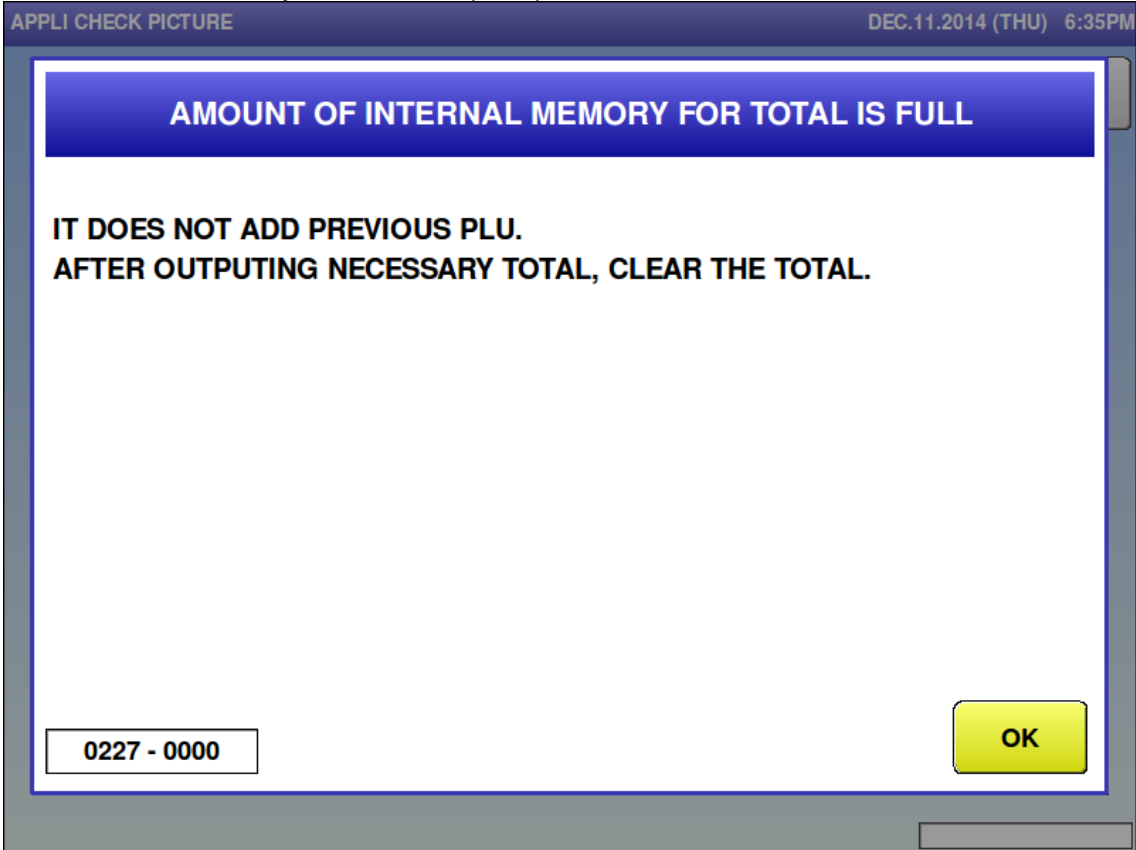 APPLI CHECK PICTURE DEC.11.2014 (THU) 6:35PM
AMOUNT OF INTERNAL MEMORY FOR TOTAL IS FULL
IT DOES NOT ADD PREVIOUS PLU.
AFTER OUTPUTING NECESSARY TOTAL, CLEAR THE TOTAL.
OK
0227 - 0000